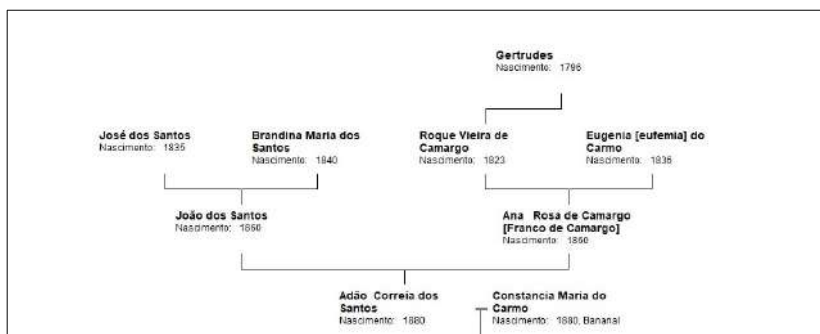 Gertrudes
Nascimento: 1796
José dos Santos
Nascimento: 1835
Brandina Maria dos
Santos
Nascimento: 1840
Roque Vieira de
Camargo
Nascimento: 1823
Eugenia [eufemia] do
Carmo
Nascimento: 1836
João dos Santos
Nascimento: 1860
Ana Rosa de Camargo
[Franco de Camargo]
Nascimento: 1860
Adão Correia dos
Santos
Nascimento: 1880
Constancia Maria do
Carmo
Nascimento: 1880, Bananal